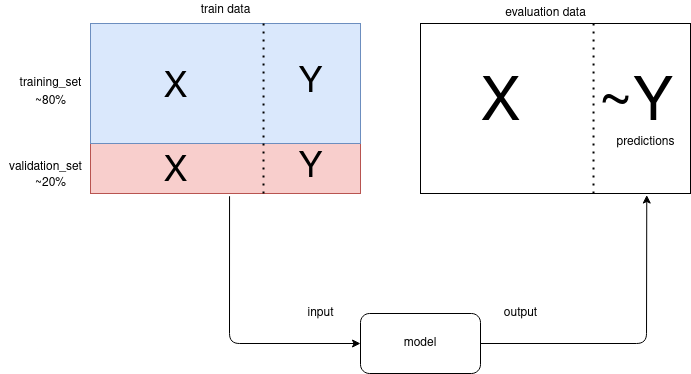 train data
evaluation data
training_set
~80%
X
Y
validation_set
~20%
X
Y
X
~Y
predictions
input
output
model